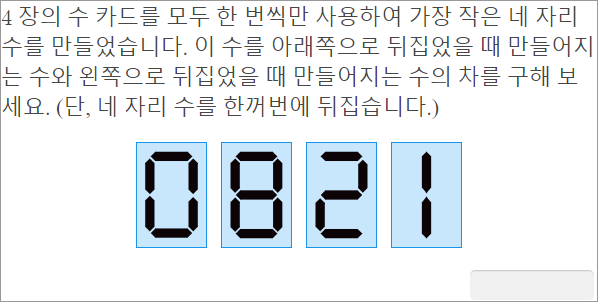 4 장의 수 카드를 모두 한 번씩만 사용하여 가장 작은 네 자리
수를 만들었습니다. 이 수를 아래쪽으로 뒤집었을 때 만들어지
는 수와 왼쪽으로 뒤집었을 때 만들어지는 수의 차를 구해 보
세요. (단, 네 자리 수를 한꺼번에 뒤집습니다.)
0 8 2 1